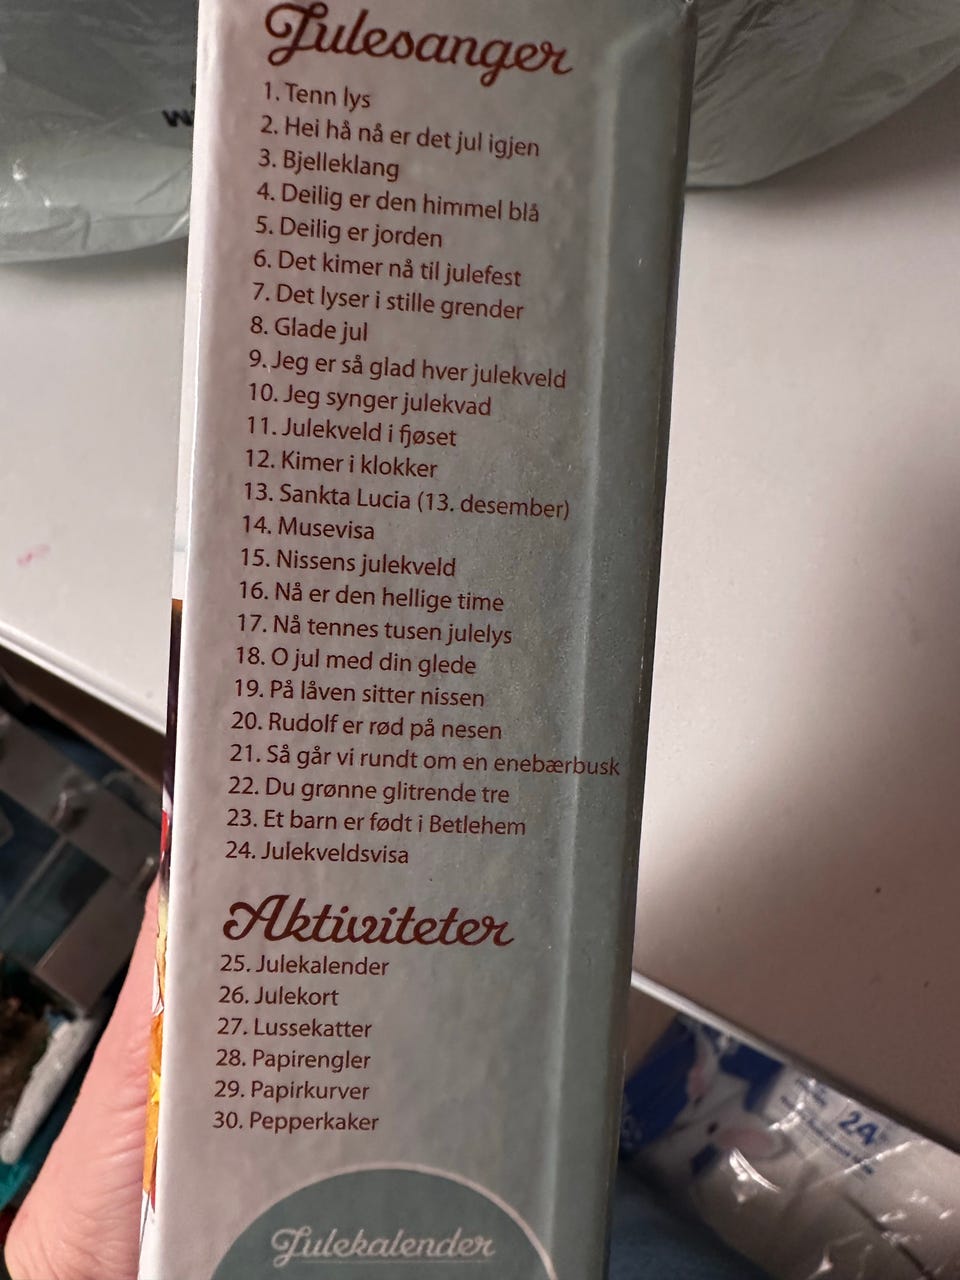 Julesanger
1. Tenn lys
2. Hei hå nå er det jul igjen
3. Bjelleklang
4. Deilig er den himmel blå
5. Deilig er jorden
6. Det kimer nå til julefest
7. Det lyser i stille grender
8. Glade jul
9. Jeg er så glad hver julekveld
10. Jeg synger julekvad
11. Julekveld i fjøset
12. Kimer i klokker
13. Sankta Lucia (13. desember)
14. Musevisa
15. Nissens julekveld
16. Nå er den hellige time
17. Nå tennes tusen julelys
18. O jul med din glede
19. På låven sitter nissen
20. Rudolf er rød på nesen
21. Så går vi rundt om en enebærbusk
22. Du grønne glitrende tre
23. Et barn er født i Betlehem
24. Julekveldsvisa
Aktiviteter
25. Julekalender
26. Julekort
27. Lussekatter
28. Papirengler
29. Papirkurver
30. Pepperkaker
Julekalender
24